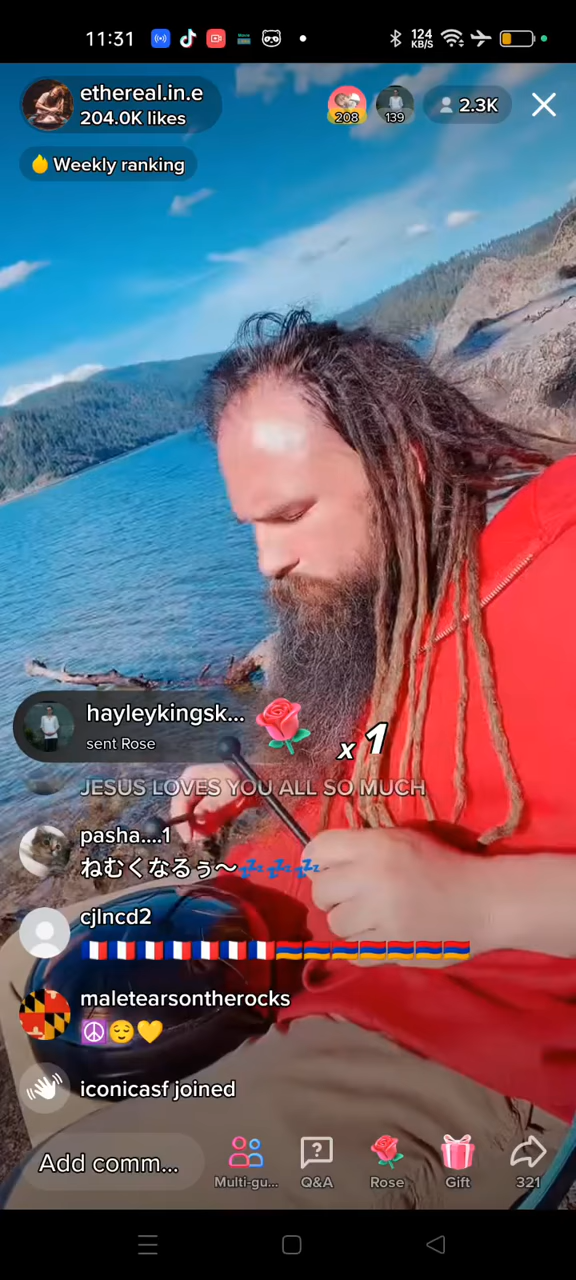 11:31
124
KB/S
ethereal.in.e
204.0K likes
208
139
2.3K
Weekly ranking
hayleykingsk...
sent Rose
x 1
JESUS LOVES YOU ALL SO MUCH
pasha....1
ねむくなるぅ〜💤💤💤
cjlncd2
🇫🇷🇫🇷🇫🇷🇫🇷🇫🇷🇫🇷🇫🇷🇦🇲🇦🇲🇦🇲🇦🇲🇦🇲🇦🇲🇦🇲
maletearsontherocks
☮️😌💛
iconicasf joined
Add comm...
Multi-gu...
Q&A
Rose
Gift
321